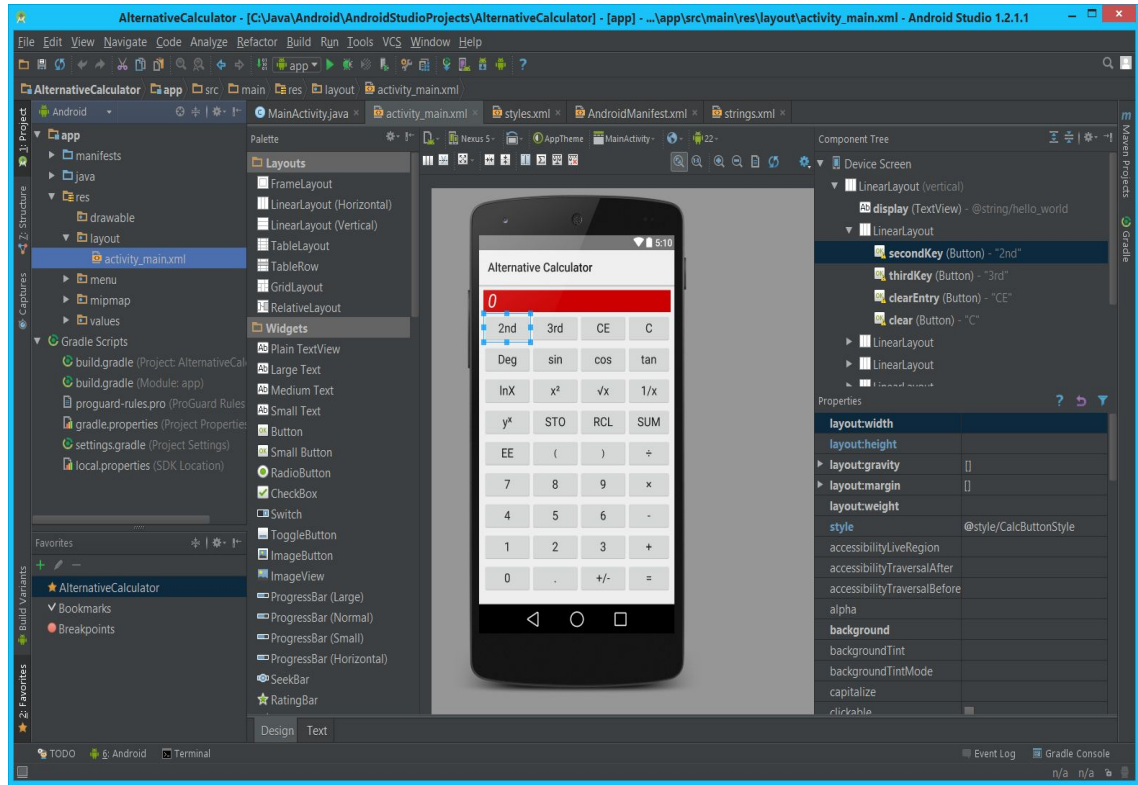 AlternativeCalculator - [C:\Java\Android\AndroidStudioProjects\AlternativeCalculator] - [app] - ...\app\src\main\res\layout\activity_main.xml - Android Studio 1.2.1.1
File Edit View Navigate Code Analyze Refactor Build Run Tools VCS Window Help
app
AlternativeCalculator app src main res layout activity_main.xml
1: Project
Z: Structure
Captures
Build Variants
2: Favorites
Android
app
manifests
java
res
drawable
layout
activity_main.xml
menu
mipmap
values
Gradle Scripts
build.gradle (Project: AlternativeCal
build.gradle (Module: app)
proguard-rules.pro (ProGuard Rules
gradle.properties (Project Propertie
settings.gradle (Project Settings)
local.properties (SDK Location)
Favorites
AlternativeCalculator
Bookmarks
Breakpoints
MainActivity.java activity_main.xml styles.xml AndroidManifest.xml strings.xml
Palette
Layouts
FrameLayout
LinearLayout (Horizontal)
LinearLayout (Vertical)
TableLayout
TableRow
GridLayout
RelativeLayout
Widgets
Plain TextView
Large Text
Medium Text
Small Text
Button
Small Button
RadioButton
CheckBox
Switch
ToggleButton
ImageButton
ImageView
ProgressBar (Large)
ProgressBar (Normal)
ProgressBar (Small)
ProgressBar (Horizontal)
SeekBar
RatingBar
Design Text
Nexus 5 AppTheme MainActivity 22
5:10
Alternative Calculator
0
2nd 3rd CE C
Deg sin cos tan
lnX x² √x 1/x
yˣ STO RCL SUM
EE ( ) ÷
7 8 9 ×
4 5 6 -
1 2 3 +
0 . +/- =
Component Tree
Device Screen
LinearLayout (vertical)
display (TextView) - @string/hello_world
LinearLayout
secondKey (Button) - "2nd"
thirdKey (Button) - "3rd"
clearEntry (Button) - "CE"
clear (Button) - "C"
LinearLayout
LinearLayout
LinearLayout
Properties
layout:width
layout:height
layout:gravity []
layout:margin []
layout:weight
style @style/CalcButtonStyle
accessibilityLiveRegion
accessibilityTraversalAfter
accessibilityTraversalBefore
alpha
background
backgroundTint
backgroundTintMode
capitalize
clickable
Maven Projects
Gradle
TODO 6: Android Terminal Event Log Gradle Console
n/a n/a